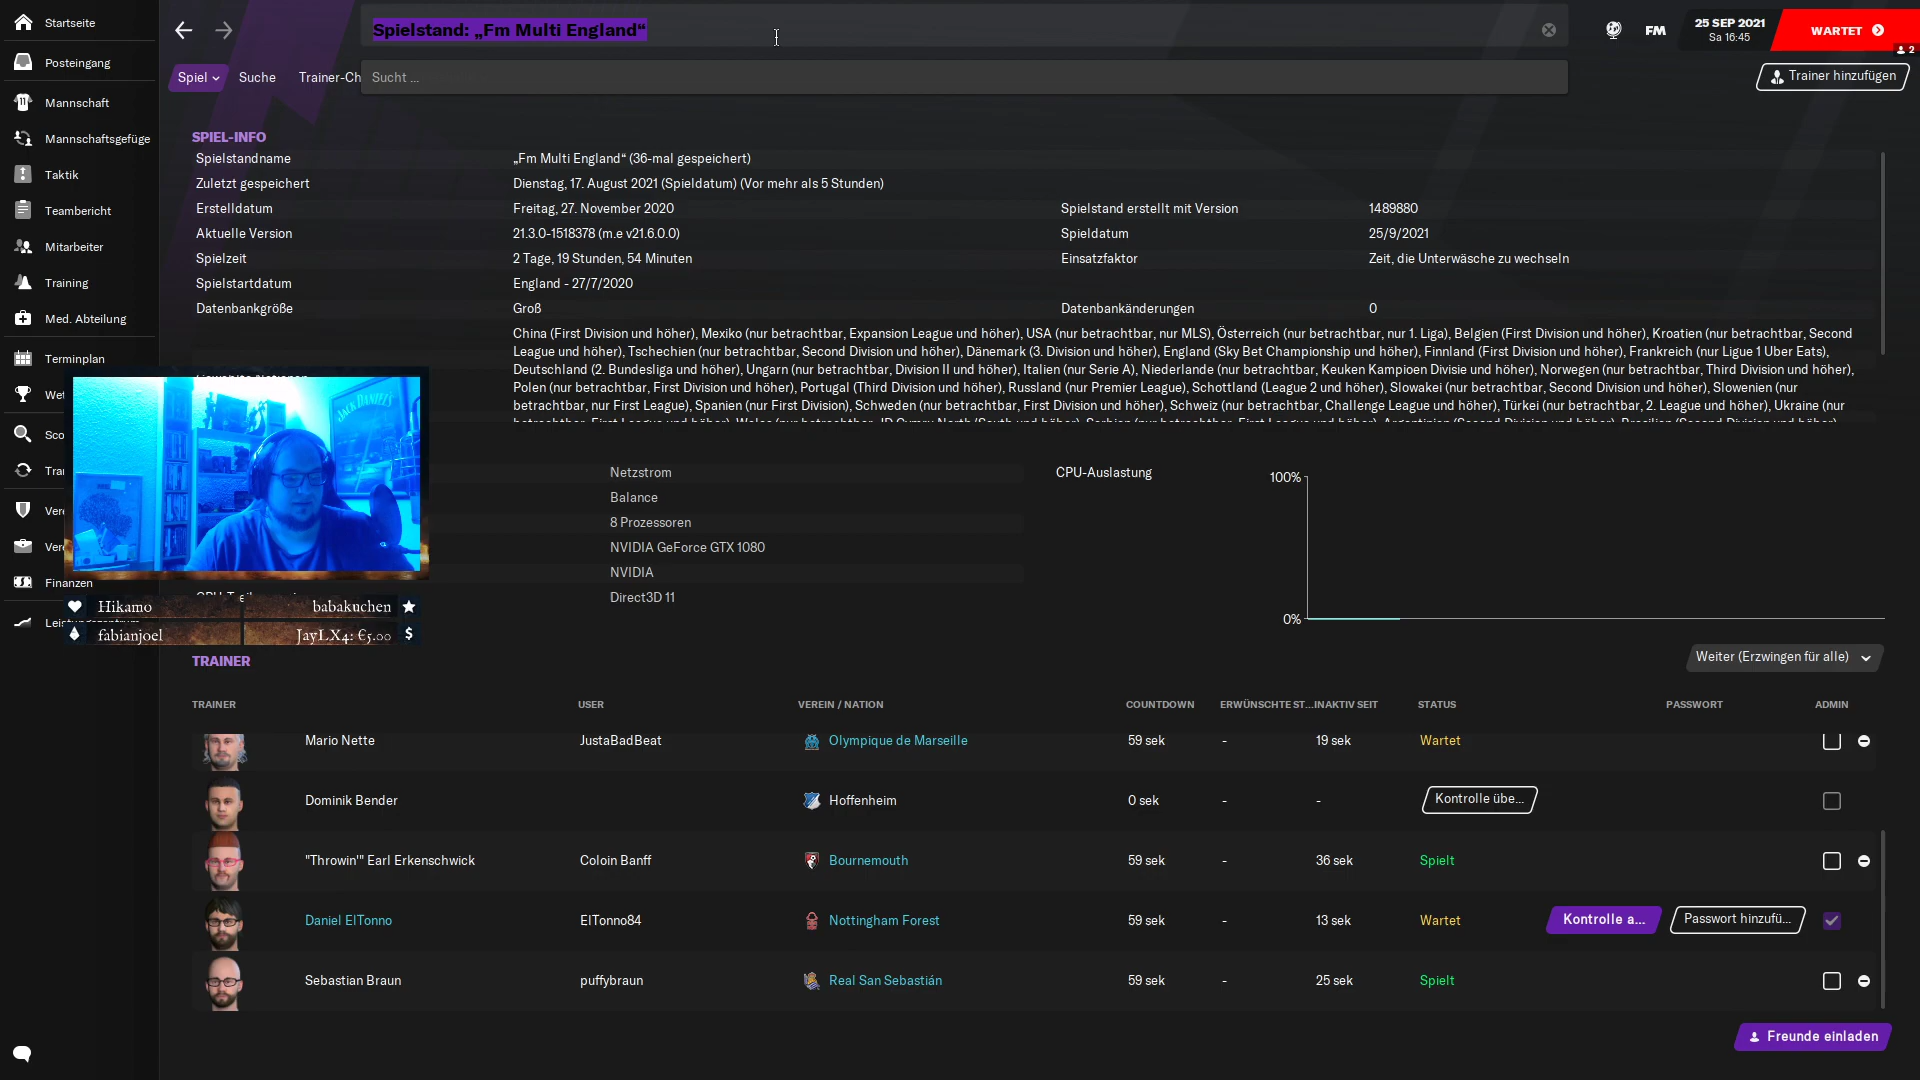 Startseite
Posteingang
Mannschaft
Mannschaftsgefüge
Taktik
Teambericht
Mitarbeiter
Training
Med. Abteilung
Terminplan
Finanzen
Spielstand: „Fm Multi England“
25 SEP 2021
Sa 16:45
FM
WARTET
2
Spiel
Suche
Trainer-Ch
Sucht ...
Trainer hinzufügen
SPIEL-INFO
Spielstandname
„Fm Multi England“ (36-mal gespeichert)
Zuletzt gespeichert
Dienstag, 17. August 2021 (Spieldatum) (Vor mehr als 5 Stunden)
Erstelldatum
Freitag, 27. November 2020
Spielstand erstellt mit Version
1489880
Aktuelle Version
21.3.0-1518378 (m.e v21.6.0.0)
Spieldatum
25/9/2021
Spielzeit
2 Tage, 19 Stunden, 54 Minuten
Einsatzfaktor
Zeit, die Unterwäsche zu wechseln
Spielstartdatum
England - 27/7/2020
Datenbankgröße
Groß
Datenbankänderungen
0
China (First Division und höher), Mexiko (nur betrachtbar, Expansion League und höher), USA (nur betrachtbar, nur MLS), Österreich (nur betrachtbar, nur 1. Liga), Belgien (First Division und höher), Kroatien (nur betrachtbar, Second
League und höher), Tschechien (nur betrachtbar, Second Division und höher), Dänemark (3. Division und höher), England (Sky Bet Championship und höher), Finnland (First Division und höher), Frankreich (nur Ligue 1 Uber Eats),
Deutschland (2. Bundesliga und höher), Ungarn (nur betrachtbar, Division II und höher), Italien (nur Serie A), Niederlande (nur betrachtbar, Keuken Kampioen Divisie und höher), Norwegen (nur betrachtbar, Third Division und höher),
Polen (nur betrachtbar, First Division und höher), Portugal (Third Division und höher), Russland (nur Premier League), Schottland (League 2 und höher), Slowakei (nur betrachtbar, Second Division und höher), Slowenien (nur
betrachtbar, nur First League), Spanien (nur First Division), Schweden (nur betrachtbar, First Division und höher), Schweiz (nur betrachtbar, Challenge League und höher), Türkei (nur betrachtbar, 2. League und höher), Ukraine (nur
JACK DANIEL'S
Netzstrom
Balance
8 Prozessoren
NVIDIA GeForce GTX 1080
NVIDIA
Direct3D 11
CPU-Auslastung
100%
0%
Hikamo
babakuchen
fabianjoel
JayLX4: €5.00
TRAINER
Weiter (Erzwingen für alle)
TRAINER USER VEREIN / NATION COUNTDOWN ERWÜNSCHTE ST... INAKTIV SEIT STATUS PASSWORT ADMIN
Mario Nette JustaBadBeat Olympique de Marseille 59 sek - 19 sek Wartet
Dominik Bender Hoffenheim 0 sek - - Kontrolle übe...
"Throwin'" Earl Erkenschwick Coloin Banff Bournemouth 59 sek - 36 sek Spielt
Daniel ElTonno ElTonno84 Nottingham Forest 59 sek - 13 sek Wartet Kontrolle a... Passwort hinzufü...
Sebastian Braun puffybraun Real San Sebastián 59 sek - 25 sek Spielt
Freunde einladen